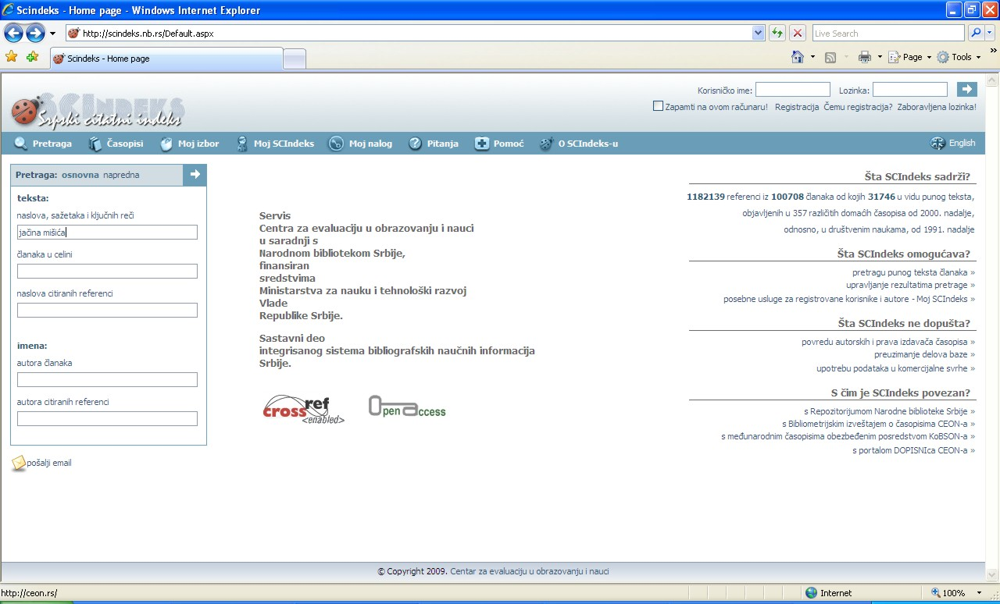 Scindeks - Home page - Windows Internet Explorer
http://scindeks.nb.rs/Default.aspx
Live Search
Scindeks - Home page
Page
Tools
SCIndeks
Srpski citatni indeks
Korisničko ime:
Lozinka:
Zapamti na ovom računaru! Registracija Čemu registracija? Zaboravljena lozinka!
Pretraga Časopisi Moj izbor Moj SCIndeks Moj nalog Pitanja Pomoć O SCIndeks-u English
Pretraga: osnovna napredna
teksta:
naslova, sažetaka i ključnih reči
jačina mišića
članaka u celini
naslova citiranih referenci
imena:
autora članaka
autora citiranih referenci
pošalji email
Servis
Centra za evaluaciju u obrazovanju i nauci
u saradnji s
Narodnom bibliotekom Srbije,
finansiran
sredstvima
Ministarstva za nauku i tehnološki razvoj
Vlade
Republike Srbije.
Sastavni deo
integrisanog sistema bibliografskih naučnih informacija
Srbije.
crossref
<enabled>
Open access
Šta SCIndeks sadrži?
1182139 referenci iz 100708 članaka od kojih 31746 u vidu punog teksta,
objavljenih u 357 različitih domaćih časopisa od 2000. nadalje,
odnosno, u društvenim naukama, od 1991. nadalje
Šta SCIndeks omogućava?
pretragu punog teksta članaka »
upravljanje rezultatima pretrage »
posebne usluge za registrovane korisnike i autore - Moj SCIndeks »
Šta SCIndeks ne dopušta?
povredu autorskih i prava izdavača časopisa »
preuzimanje delova baze »
upotrebu podataka u komercijalne svrhe »
S čim je SCIndeks povezan?
s Repozitorijumom Narodne biblioteke Srbije »
s Bibliometrijskim izveštajem o časopisima CEON-a »
s međunarodnim časopisima obezbeđenim posredstvom KoBSON-a »
s portalom DOPISNIca CEON-a »
© Copyright 2009. Centar za evaluaciju u obrazovanju i nauci
http://ceon.rs/
Internet
100%